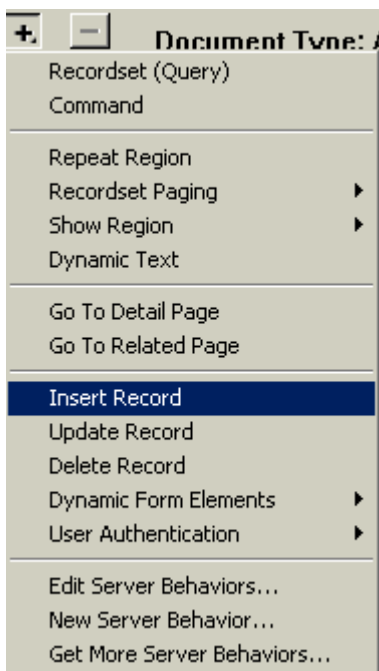 Document Type: A
Recordset (Query)
Command
Repeat Region
Recordset Paging
Show Region
Dynamic Text
Go To Detail Page
Go To Related Page
Insert Record
Update Record
Delete Record
Dynamic Form Elements
User Authentication
Edit Server Behaviors...
New Server Behavior...
Get More Server Behaviors...